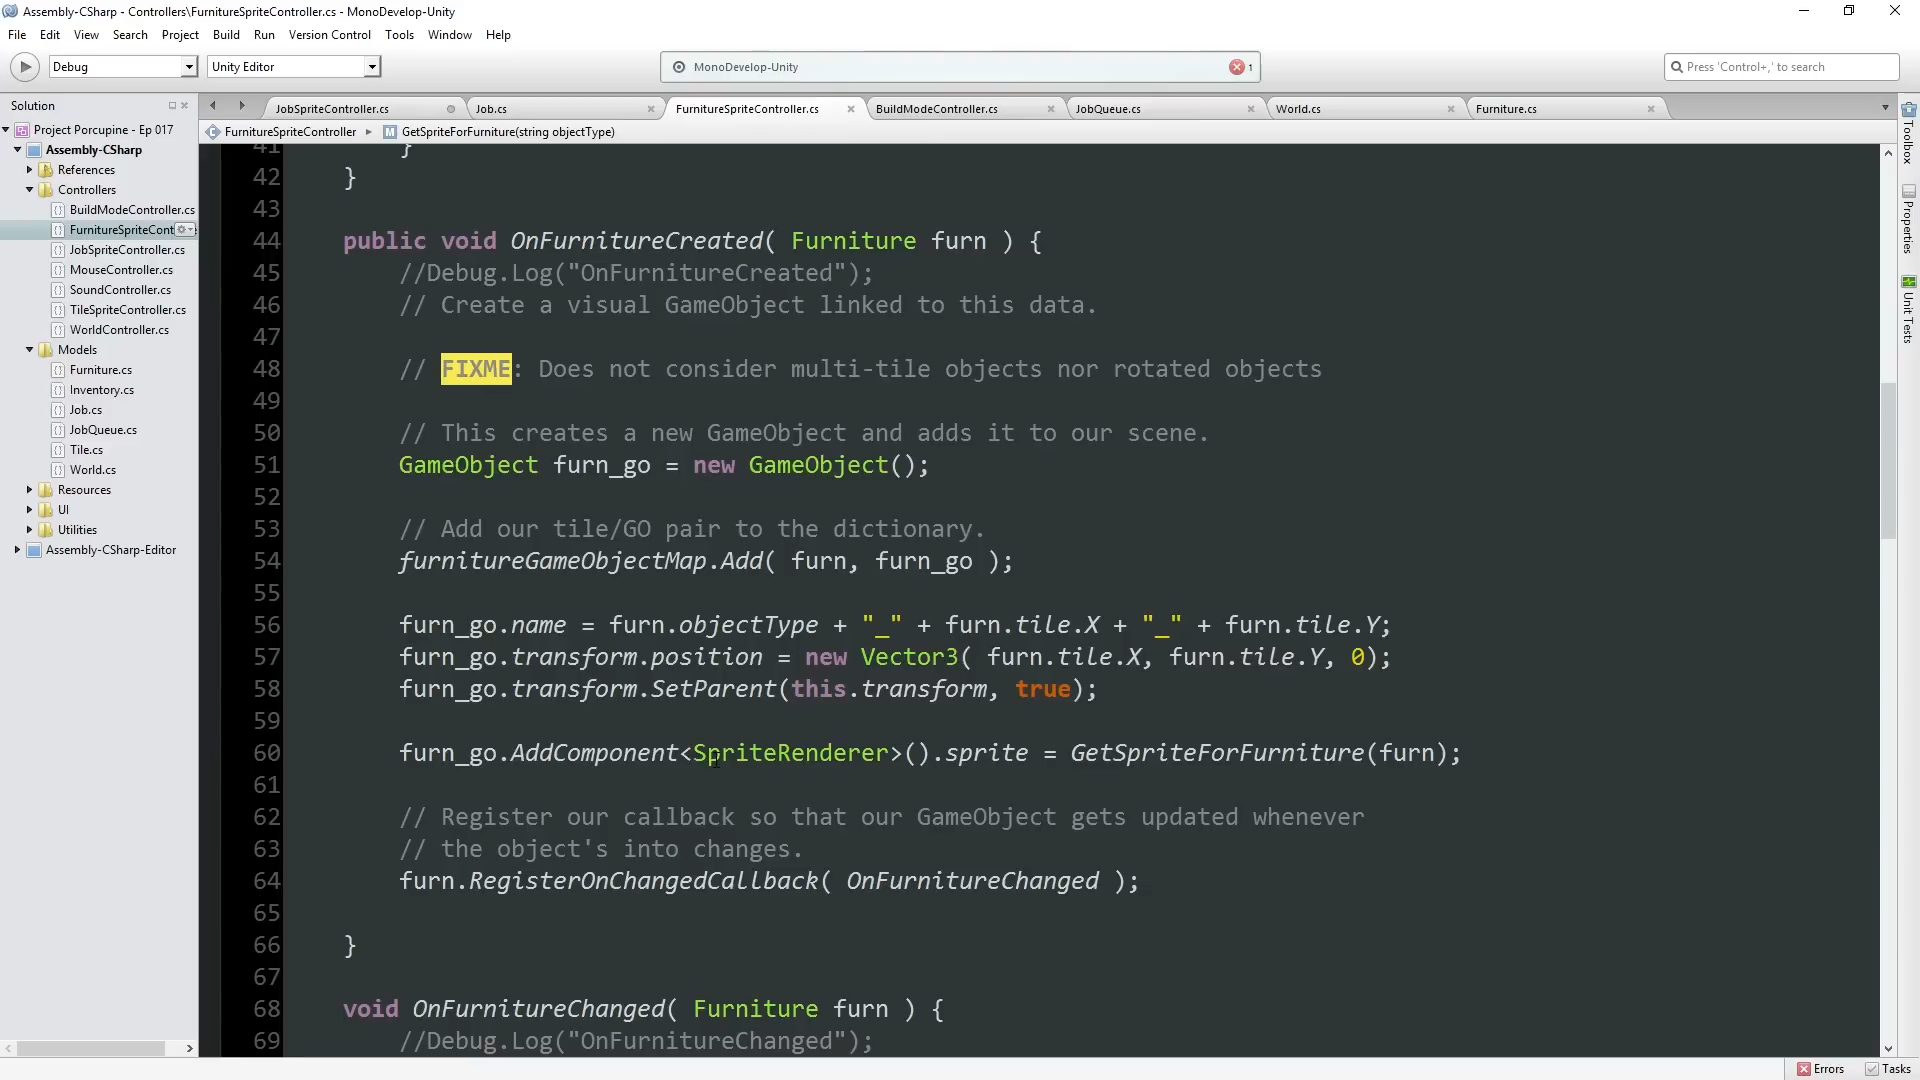 Assembly-CSharp - Controllers\FurnitureSpriteController.cs - MonoDevelop-Unity
File Edit View Search Project Build Run Version Control Tools Window Help
Debug Unity Editor MonoDevelop-Unity 1 Press 'Control+,' to search
Solution
Project Porcupine - Ep 017
Assembly-CSharp
References
Controllers
BuildModeController.cs
FurnitureSpriteCont
JobSpriteController.cs
MouseController.cs
SoundController.cs
TileSpriteController.cs
WorldController.cs
Models
Furniture.cs
Inventory.cs
Job.cs
JobQueue.cs
Tile.cs
World.cs
Resources
UI
Utilities
Assembly-CSharp-Editor
JobSpriteController.cs Job.cs FurnitureSpriteController.cs BuildModeController.cs JobQueue.cs World.cs Furniture.cs
FurnitureSpriteController GetSpriteForFurniture(string objectType)
41 }
42 }
43
44 public void OnFurnitureCreated( Furniture furn ) {
45 //Debug.Log("OnFurnitureCreated");
46 // Create a visual GameObject linked to this data.
47
48 // FIXME: Does not consider multi-tile objects nor rotated objects
49
50 // This creates a new GameObject and adds it to our scene.
51 GameObject furn_go = new GameObject();
52
53 // Add our tile/GO pair to the dictionary.
54 furnitureGameObjectMap.Add( furn, furn_go );
55
56 furn_go.name = furn.objectType + "_" + furn.tile.X + "_" + furn.tile.Y;
57 furn_go.transform.position = new Vector3( furn.tile.X, furn.tile.Y, 0);
58 furn_go.transform.SetParent(this.transform, true);
59
60 furn_go.AddComponent<SpriteRenderer>().sprite = GetSpriteForFurniture(furn);
61
62 // Register our callback so that our GameObject gets updated whenever
63 // the object's into changes.
64 furn.RegisterOnChangedCallback( OnFurnitureChanged );
65
66 }
67
68 void OnFurnitureChanged( Furniture furn ) {
69 //Debug.Log("OnFurnitureChanged");
Toolbox
Properties
Unit Tests
Errors Tasks